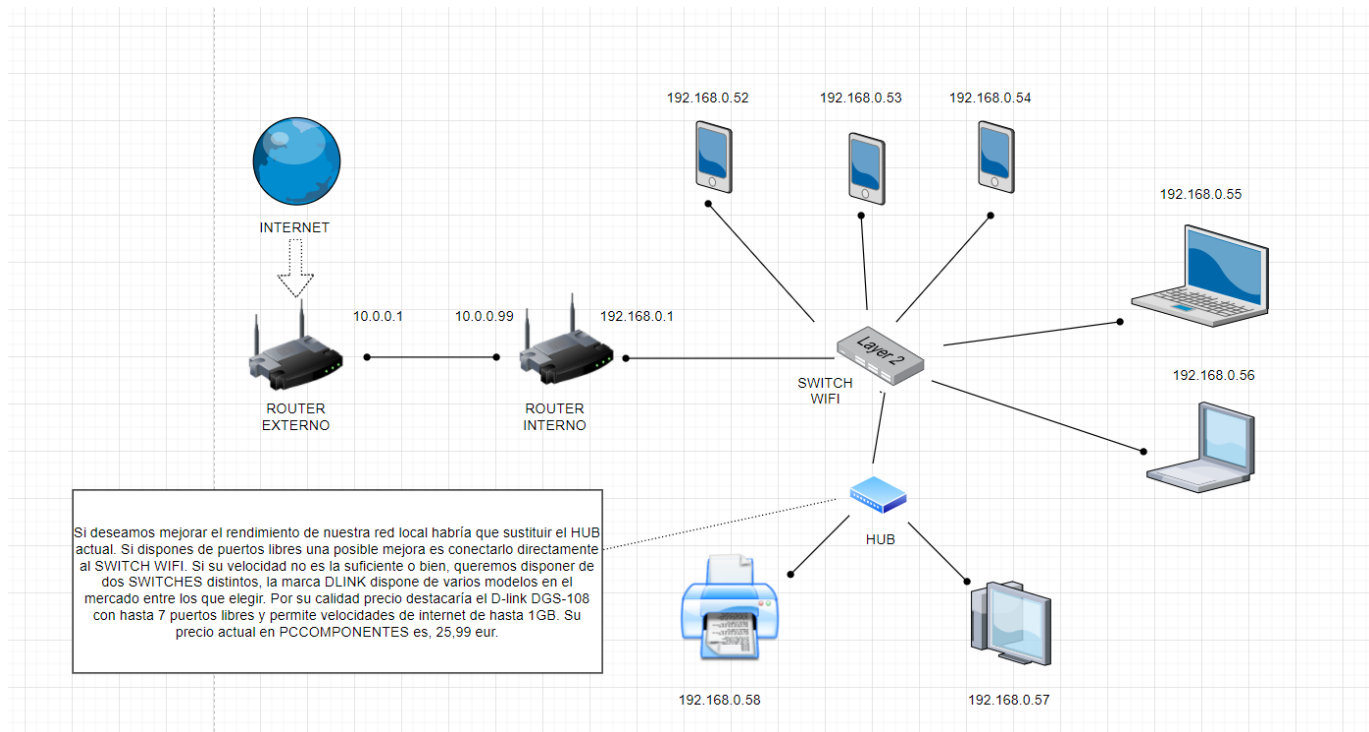 192.168.0.52
192.168.0.53
192.168.0.54
192.168.0.55
INTERNET
10.0.0.1
10.0.0.99
192.168.0.1
Layer 2
SWITCH
WIFI
192.168.0.56
ROUTER
EXTERNO
ROUTER
INTERNO
Si deseamos mejorar el rendimiento de nuestra red local habría que sustituir el HUB
actual. Si dispones de puertos libres una posible mejora es conectarlo directamente
al SWITCH WIFI. Si su velocidad no es la suficiente o bien, queremos disponer de
dos SWITCHES distintos, la marca DLINK dispone de varios modelos en el
mercado entre los que elegir. Por su calidad precio destacaría el D-link DGS-108
con hasta 7 puertos libres y permite velocidades de internet de hasta 1GB. Su
precio actual en PCCOMPONENTES es, 25,99 eur.
HUB
192.168.0.58
192.168.0.57